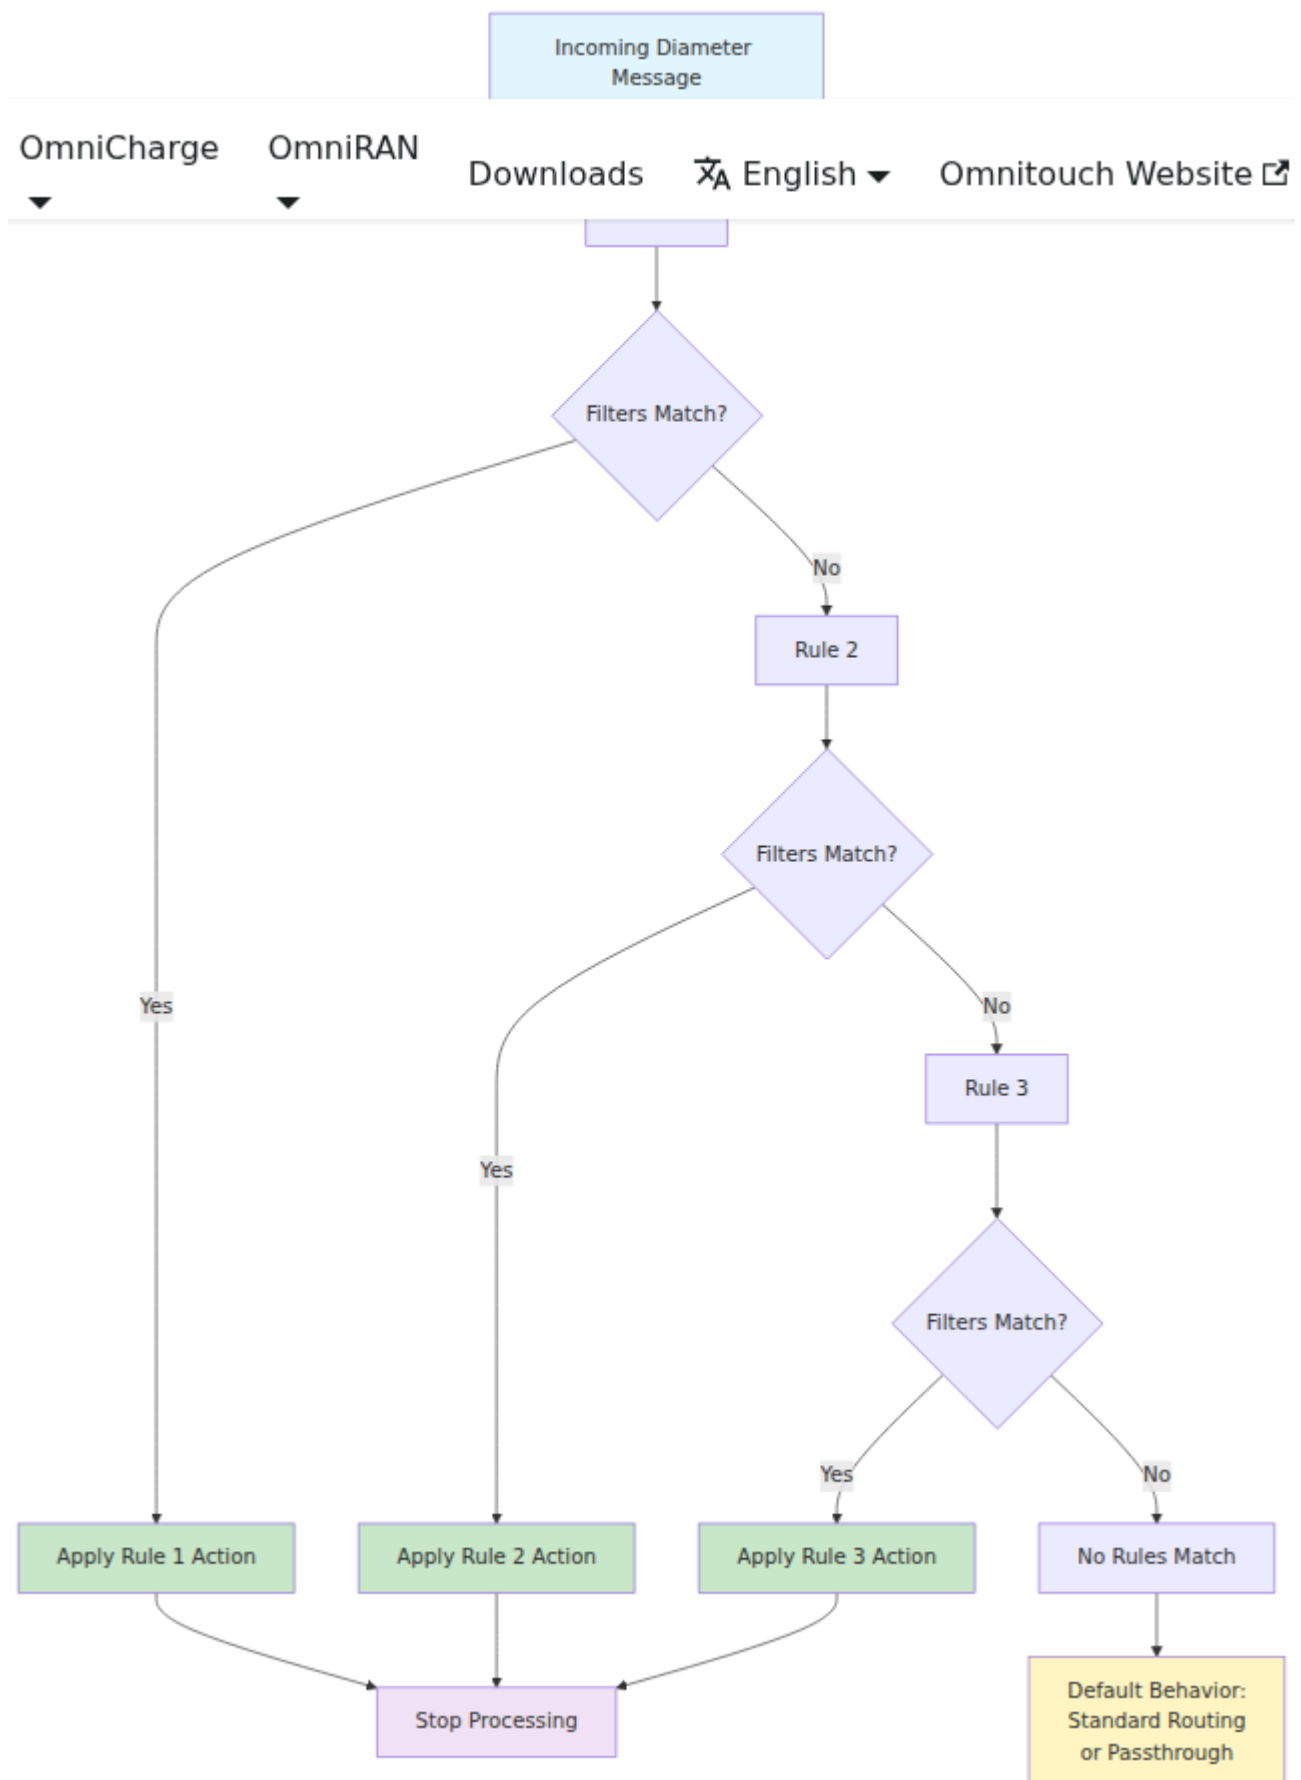 Incoming Diameter
Message
OmniCharge
OmniRAN
Downloads
English
Omnitouch Website
Filters Match?
No
Rule 2
Filters Match?
Yes
No
Rule 3
Yes
Filters Match?
Yes
No
Apply Rule 1 Action
Apply Rule 2 Action
Apply Rule 3 Action
No Rules Match
Stop Processing
Default Behavior:
Standard Routing
or Passthrough